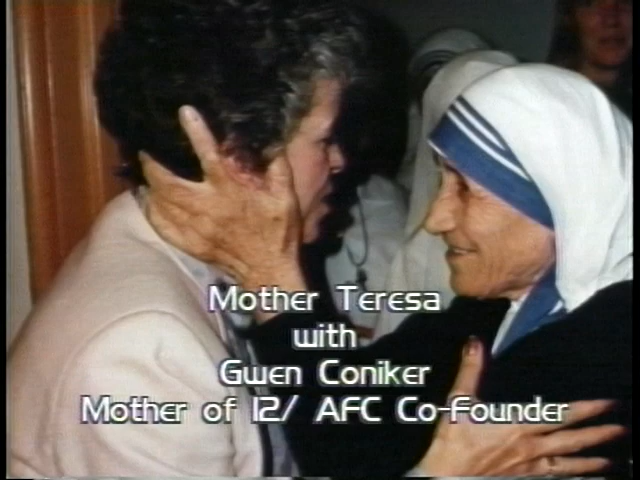 Mother Teresa
with
Gwen Coniker
Mother of 12/ AFC Co-Founder